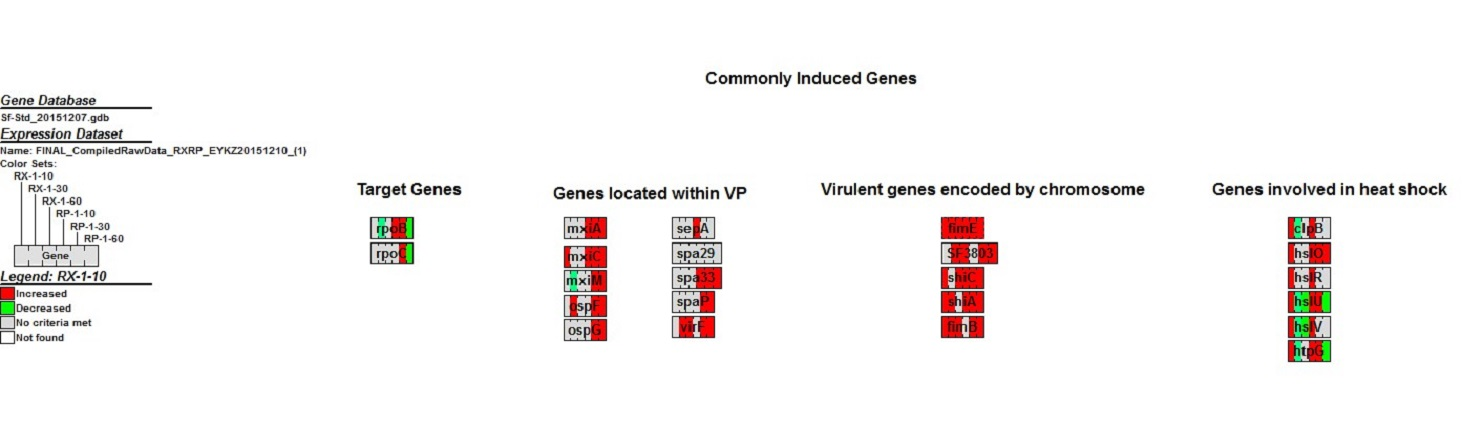 Commonly Induced Genes
Gene Database
Sf-Std_20151207.gdb
Expression Dataset
Name: FINAL_CompiledRawData_RXRP_EYKZ20151210_(1)
Color Sets:
RX-1-10
RX-1-30
RX-1-60
RP-1-10
RP-1-30
RP-1-60
Gene
Legend: RX-1-10
Increased
Decreased
No criteria met
Not found
Target Genes
rpoB
rpoC
Genes located within VP
mxiA
mxiC
mxiM
ospF
ospG
sepA
spa29
spa33
spaP
virF
Virulent genes encoded by chromosome
fimE
SF3803
shiC
shiA
fimB
Genes involved in heat shock
clpB
hslO
hslR
hslU
hslV
htpG